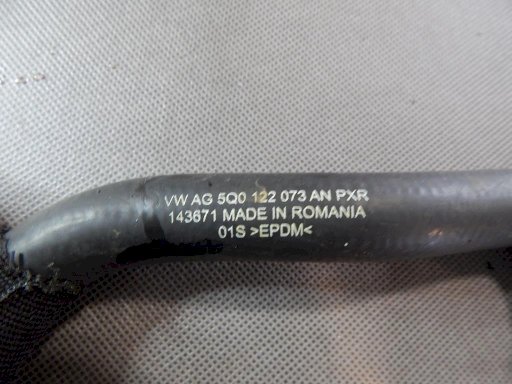 VW AG 5Q0 122 073 AN PXR
143671 MADE IN ROMANIA
01S >EPDM<